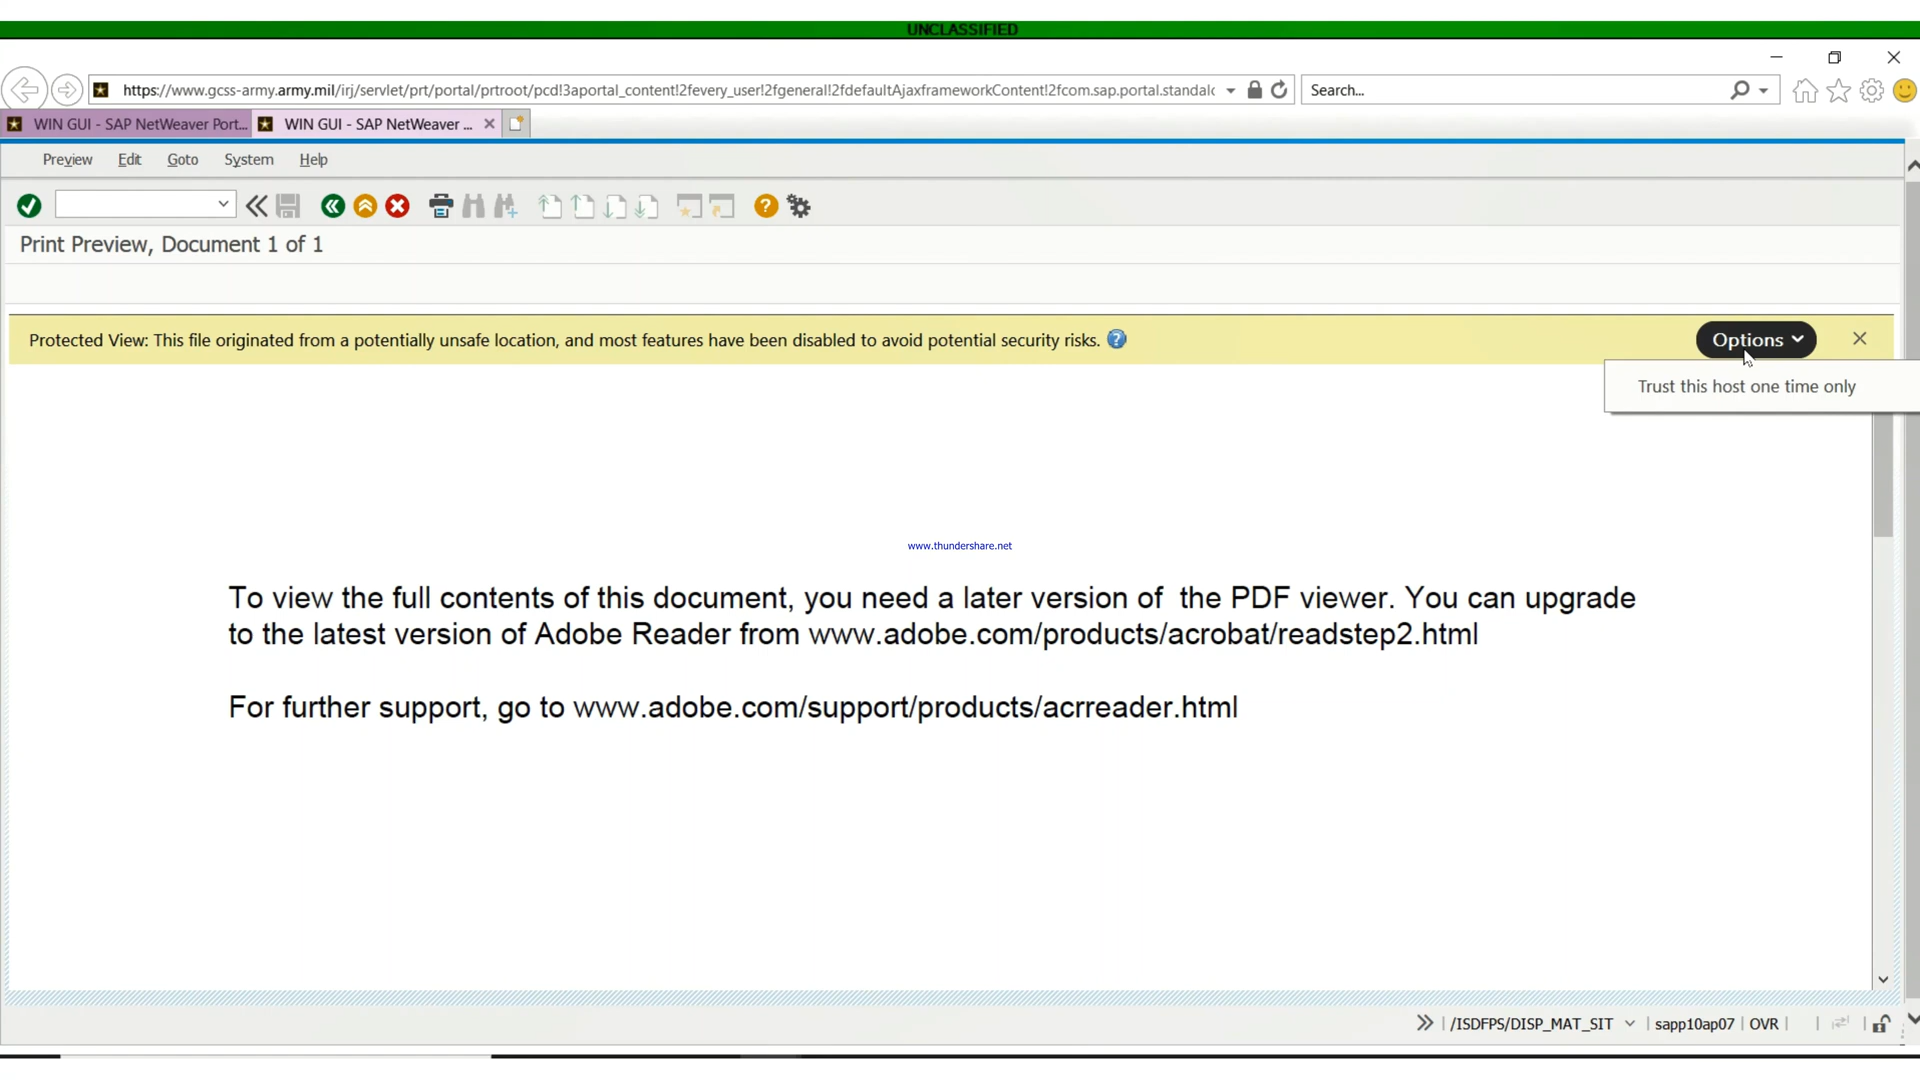 UNCLASSIFIED
https://www.gcss-army.army.mil/irj/servlet/prt/portal/prtroot/pcd!3aportal_content!2fevery_user!2fgeneral!2fdefaultAjaxframeworkContent!2fcom.sap.portal.standalc
Search...
WIN GUI - SAP NetWeaver Port...
WIN GUI - SAP NetWeaver ...
Preview Edit Goto System Help
Print Preview, Document 1 of 1
Protected View: This file originated from a potentially unsafe location, and most features have been disabled to avoid potential security risks.
Options
Trust this host one time only
www.thundershare.net
To view the full contents of this document, you need a later version of  the PDF viewer. You can upgrade
to the latest version of Adobe Reader from www.adobe.com/products/acrobat/readstep2.html
For further support, go to www.adobe.com/support/products/acrreader.html
/ISDFPS/DISP_MAT_SIT
sapp10ap07
OVR